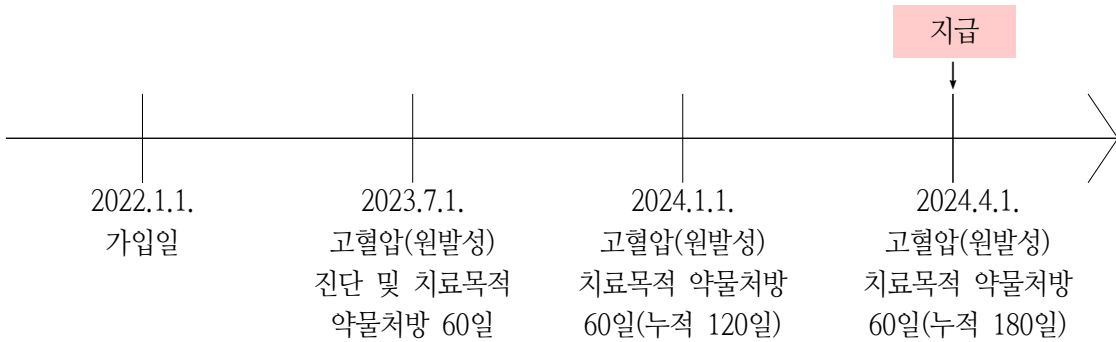 지급
2022.1.1.
가입일
2023.7.1.
고혈압(원발성)
진단 및 치료목적
약물처방 60일
2024.1.1.
고혈압(원발성)
치료목적 약물처방
60일(누적 120일)
2024.4.1.
고혈압(원발성)
치료목적 약물처방
60일(누적 180일)